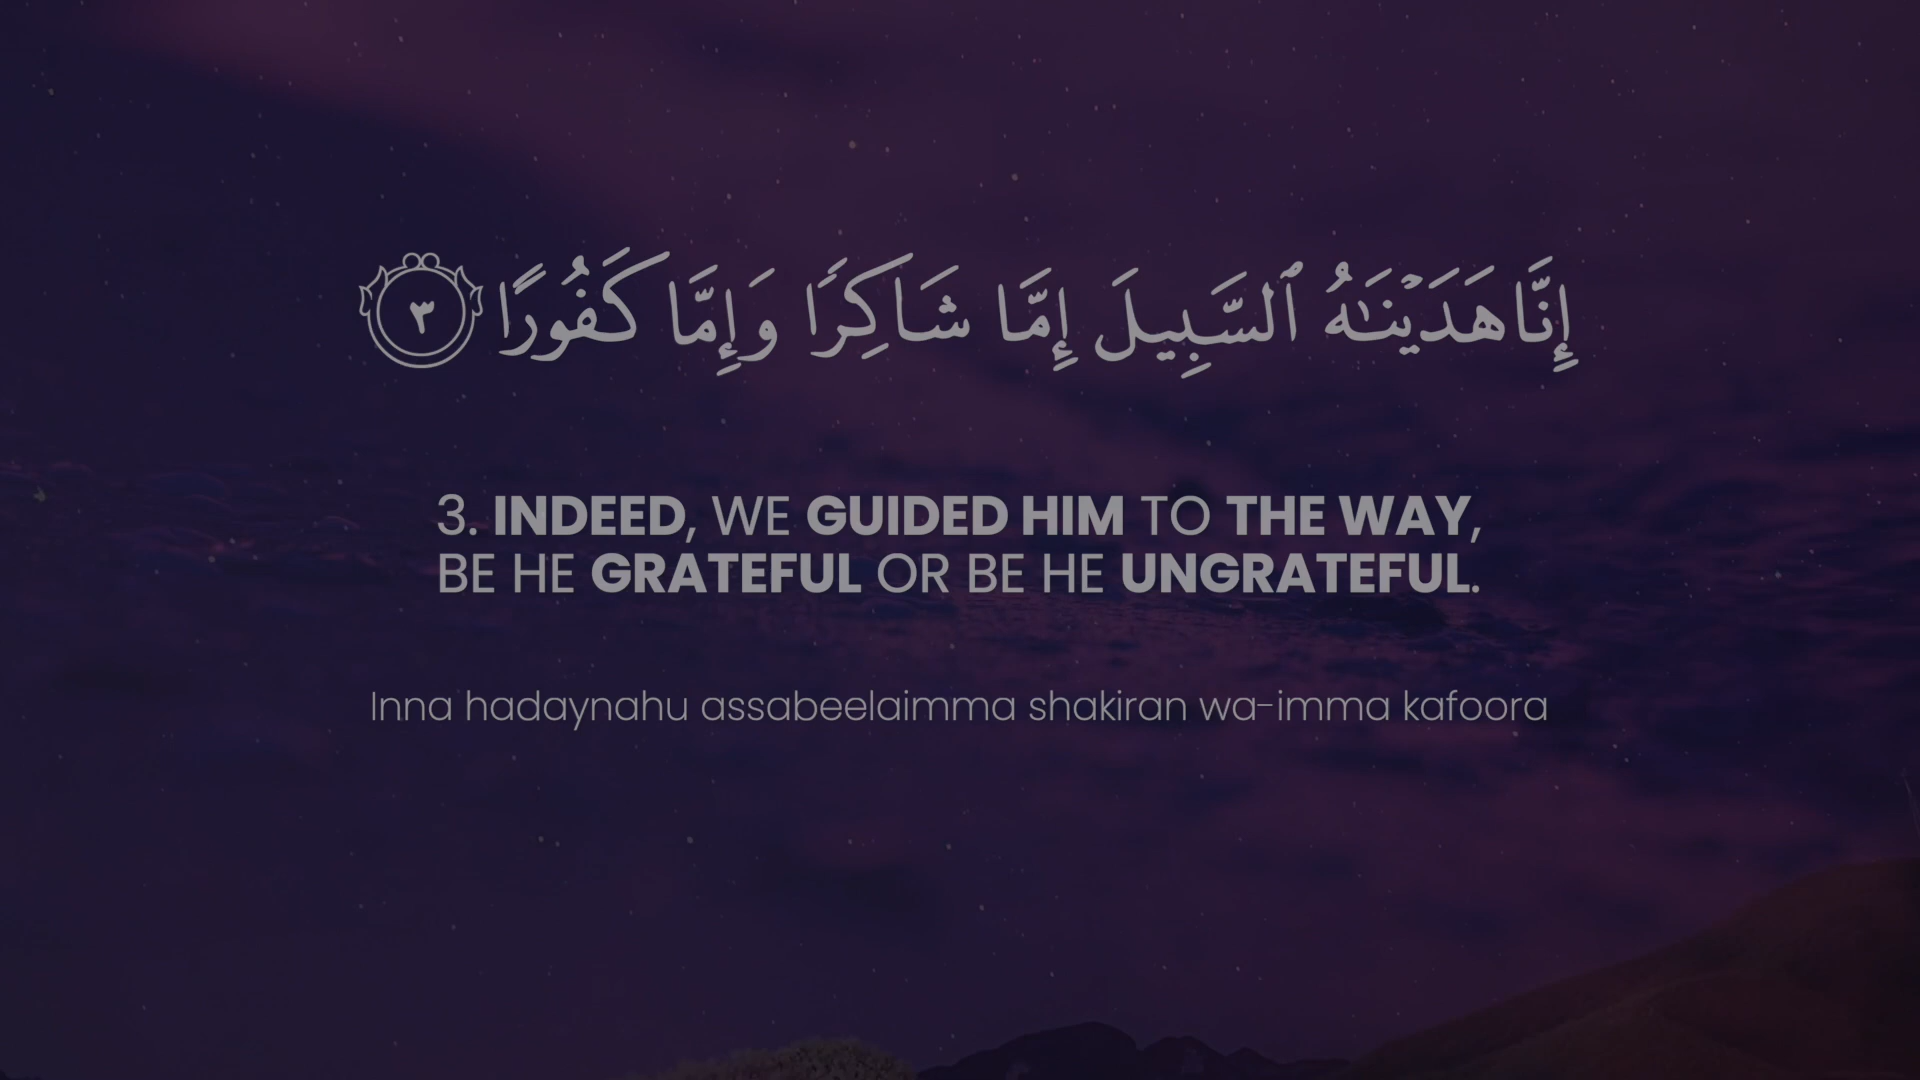 إِنَّا هَدَيْنَٰهُ ٱلسَّبِيلَ إِمَّا شَاكِرًا وَإِمَّا كَفُورًا ٣
3. INDEED, WE GUIDED HIM TO THE WAY,
BE HE GRATEFUL OR BE HE UNGRATEFUL.
Inna hadaynahu assabeelaimma shakiran wa-imma kafoora